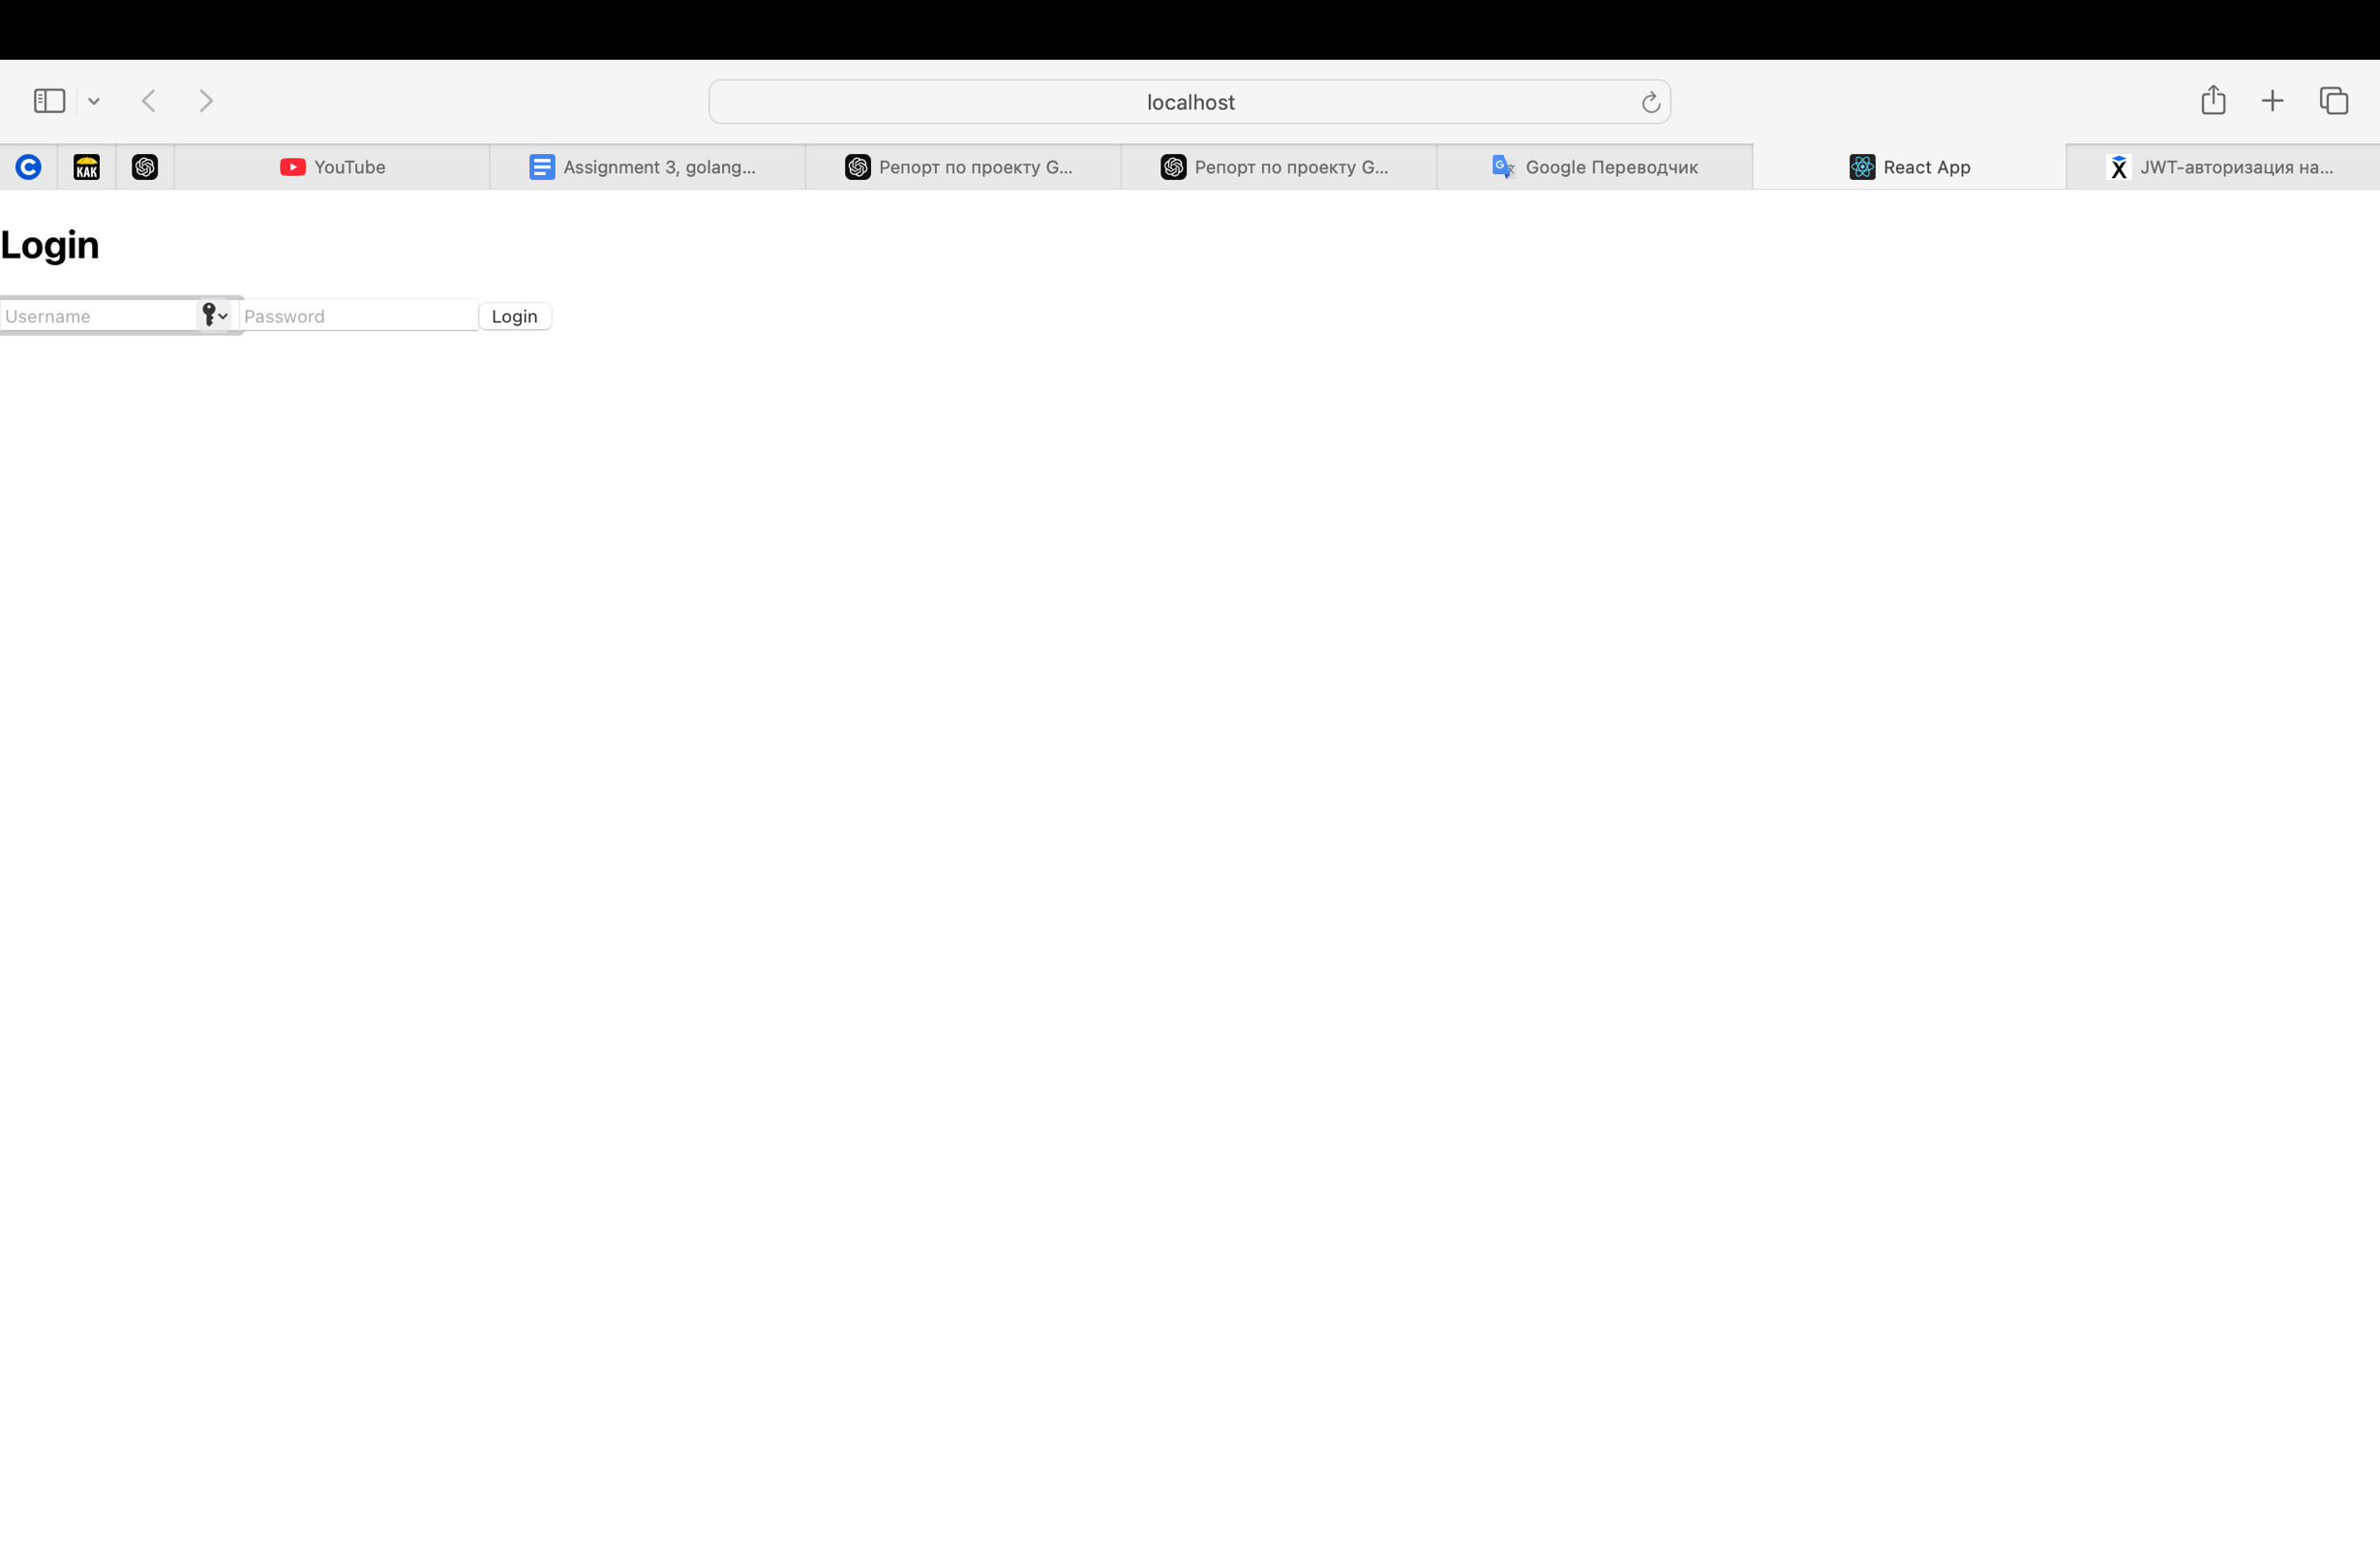 localhost
C
КАК
YouTube
Assignment 3, golang...
Репорт по проекту G...
Репорт по проекту G...
Google Переводчик
React App
JWT-авторизация на...
Login
Username
Password
Login